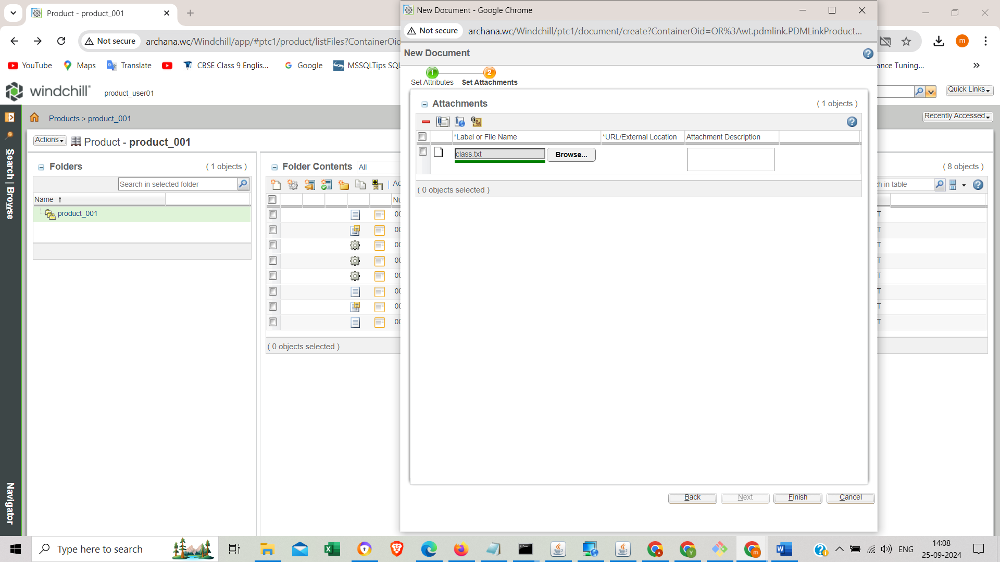 Product - product_001
New Document - Google Chrome
Not secure
archana.wc/Windchill/app/#ptc1/product/listFiles?ContainerOid
Not secure
archana.wc/Windchill/ptc1/document/create?ContainerOid=OR%3Awt.pdmlink.PDMLinkProduct...
m
YouTube
Maps
Translate
CBSE Class 9 Englis...
Google
MSSQLTips SQL
ance Tuning...
»
New Document
1
2
Set Attributes
Set Attachments
windchill
product_user01
Quick Links
Products > product_001
Recently Accessed
Actions
Product - product_001
Attachments
( 1 objects )
*Label or File Name
*URL/External Location
Attachment Description
class.txt
Browse...
( 0 objects selected )
Search | Browse
Folders
( 1 objects )
Search in selected folder
Name ↑
product_001
Folder Contents
All
( 8 objects )
Ac
ch in table
Nu
00
T
00
T
00
T
00
T
00
T
00
T
00
T
00
T
( 0 objects selected )
Navigator
Back
Next
Finish
Cancel
Type here to search
A
Y
m
ENG
14:08
25-09-2024